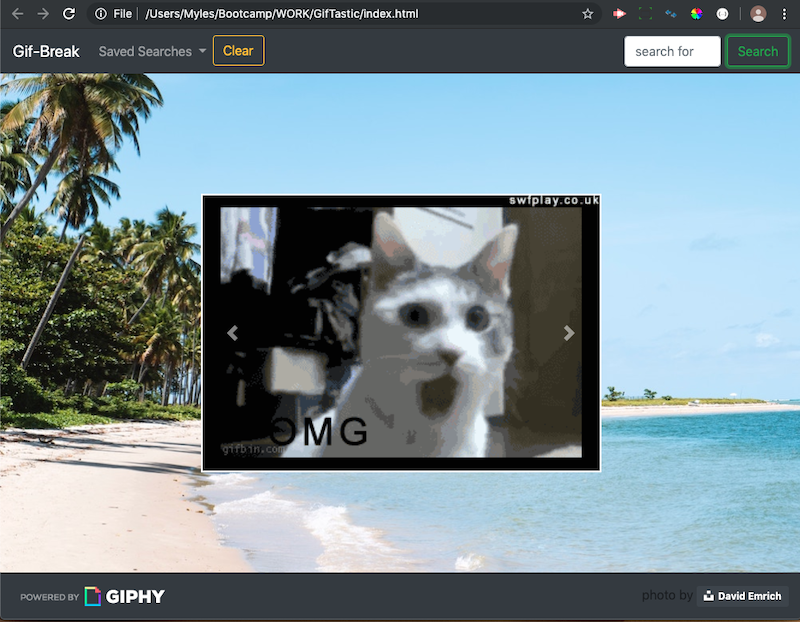 File /Users/Myles/Bootcamp/WORK/GifTastic/index.html
Gif-Break Saved Searches Clear search for Search
swfplay.co.uk
OMG
gifbin.com
POWERED BY GIPHY photo by David Emrich